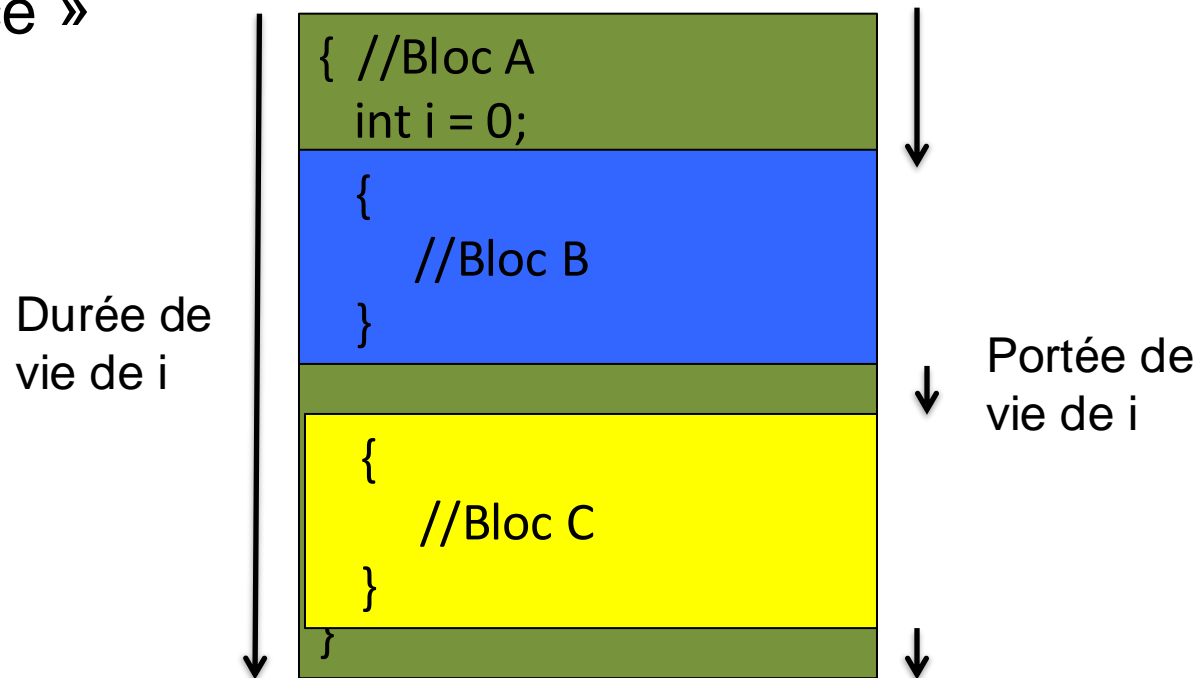 »
{ //Bloc A
int i = 0;
{
//Bloc B
}
Durée de
vie de i
Portée de
vie de i
{
//Bloc C
}
}